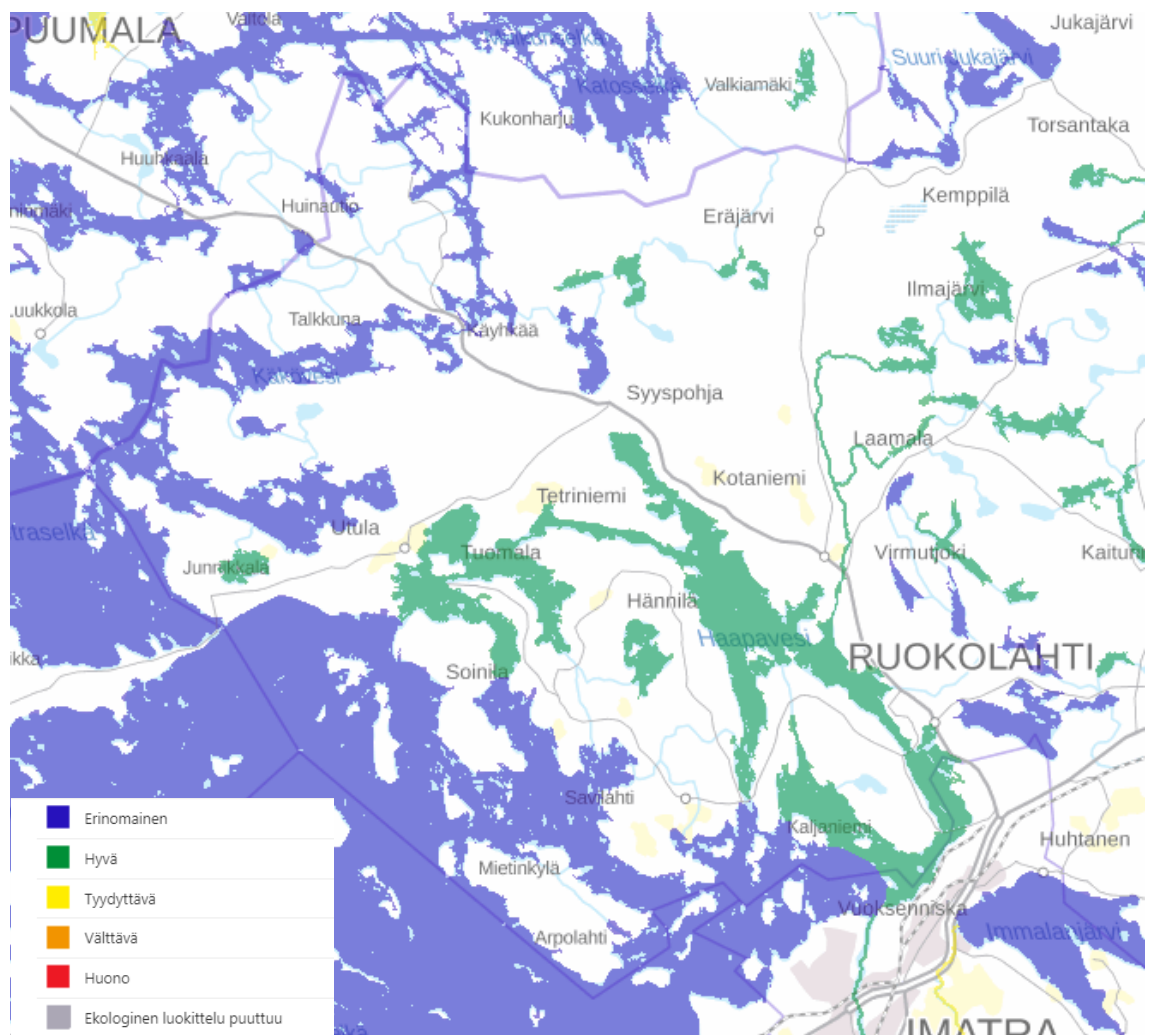 PUUMALA
Jukajärvi
Suuri-Jukajärvi
Valkiamäki
Kukonharju
Torsantaka
Huuhkaala
Kemppilä
Huinautio
Eräjärvi
Ilmajärvi
Luukkola
Talkkuna
Käyhkää
Syyspohja
Laamala
Kotaniemi
Tetriniemi
Utula
Tuomala
Virmutjoki
Junnikkala
Hännilä
Haapavesi
RUOKOLAHTI
Soinila
Savilahti
Kaljaniemi
Huhtanen
Mietinkylä
Vuoksenniska
Immalanjärvi
Arpolahti
IMATRA
Erinomainen
Hyvä
Tyydyttävä
Välttävä
Huono
Ekologinen luokittelu puuttuu